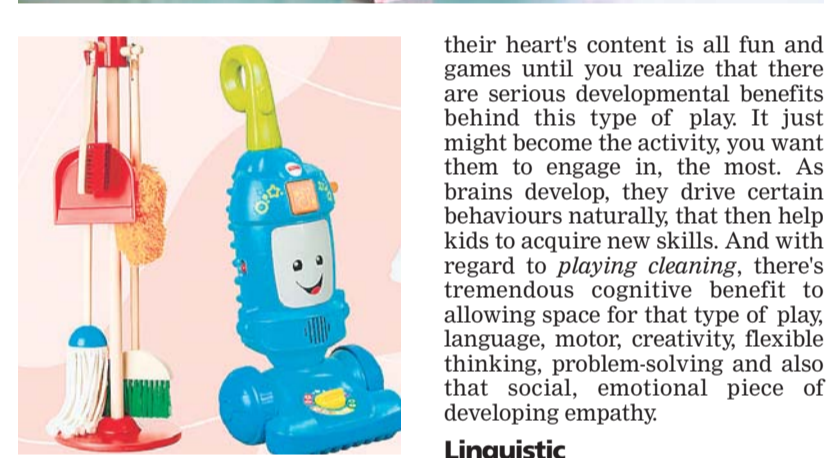 their heart's content is all fun and
games until you realize that there
are serious developmental benefits
behind this type of play. It just
might become the activity, you want
them to engage in, the most. As
brains develop, they drive certain
behaviours naturally, that then help
kids to acquire new skills. And with
regard to playing cleaning, there's
tremendous cognitive benefit to
allowing space for that type of play,
language, motor, creativity, flexible
thinking, problem-solving and also
that social, emotional piece of
developing empathy.
Linguistic